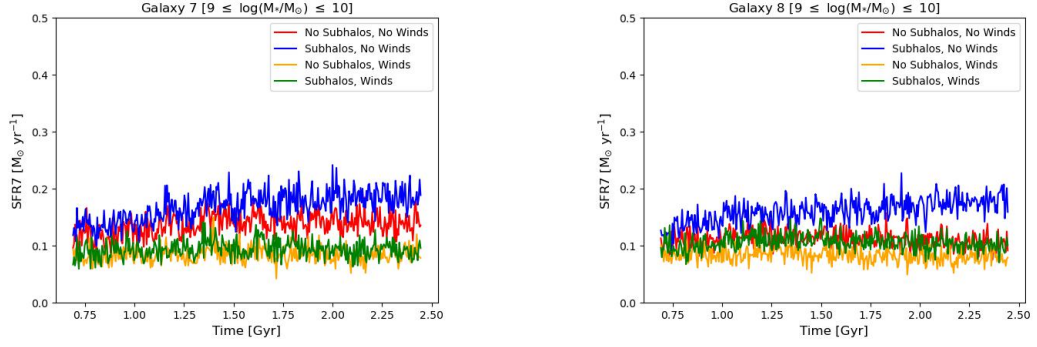 Galaxy 7 [9 ≤ log(M*/M⊙) ≤ 10]
No Subhalos, No Winds
Subhalos, No Winds
No Subhalos, Winds
Subhalos, Winds
SFR7 [M⊙ yr⁻¹]
0.5
0.4
0.3
0.2
0.1
0.0
0.75 1.00 1.25 1.50 1.75 2.00 2.25 2.50
Time [Gyr]
Galaxy 8 [9 ≤ log(M*/M⊙) ≤ 10]
No Subhalos, No Winds
Subhalos, No Winds
No Subhalos, Winds
Subhalos, Winds
SFR7 [M⊙ yr⁻¹]
0.5
0.4
0.3
0.2
0.1
0.0
0.75 1.00 1.25 1.50 1.75 2.00 2.25 2.50
Time [Gyr]